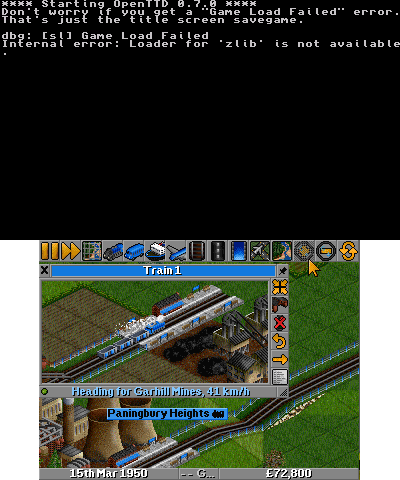 **** Starting OpenTTD 0.7.0 ****
Don't worry if you get a "Game Load Failed" error.
That's just the title screen savegame.
dbg: [sl] Game Load Failed
Internal error: Loader for 'zlib' is not available
.
Train 1
Heading for Garhill Mines, 41 km/h
Paningbury Heights
15th Mar 1950
- - G...
£72,800